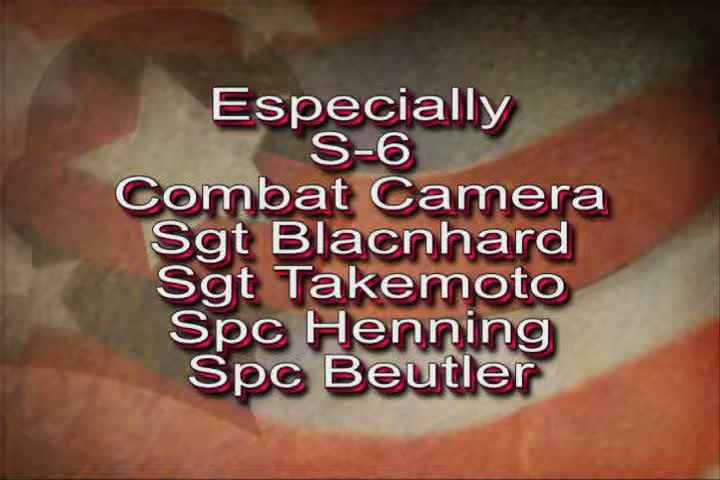 Especially
S-6
Combat Camera
Sgt Blacnhard
Sgt Takemoto
Spc Henning
Spc Beutler